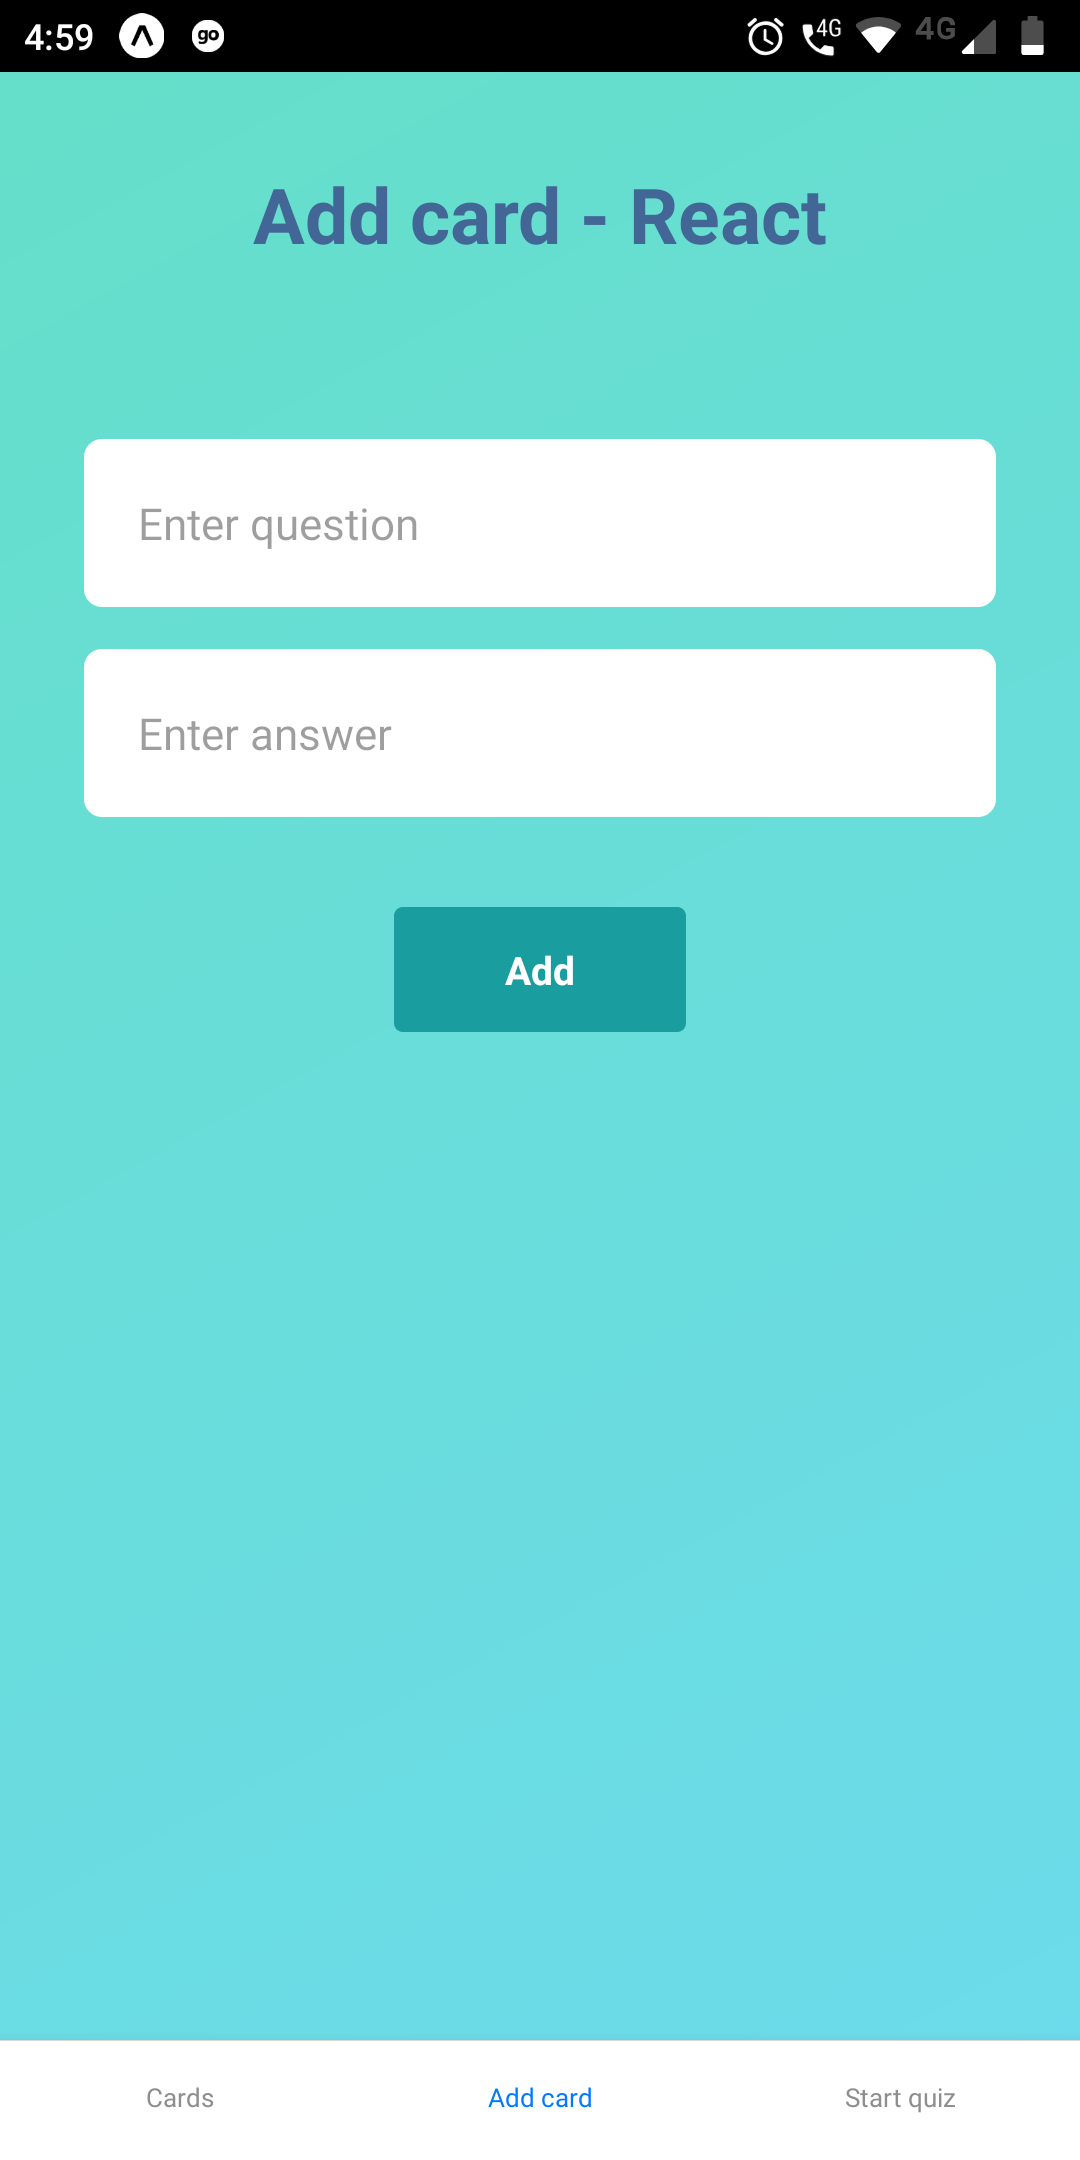 4:59 go 4G 4G
Add card - React
Enter question
Enter answer
Add
Cards Add card Start quiz